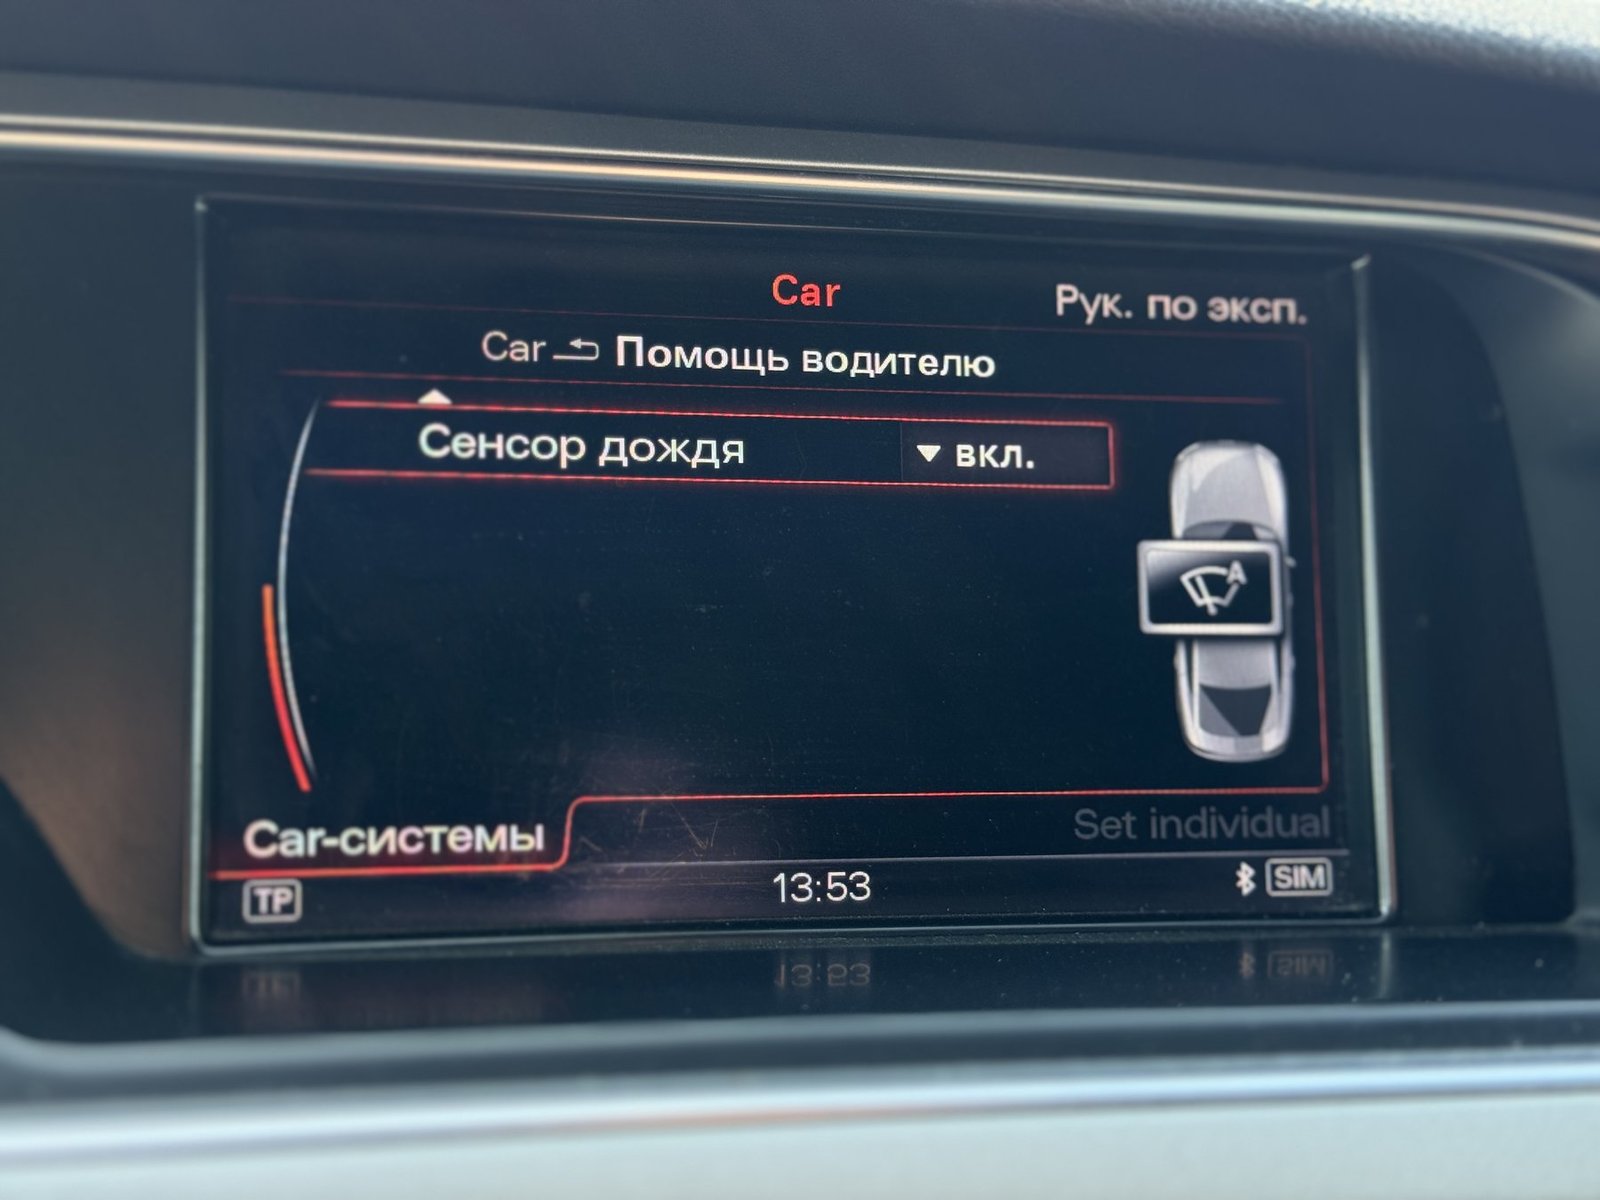 Car
Рук. по эксп.
Car Помощь водителю
Сенсор дождя вкл.
A
Car-системы
Set individual
TP
13:53
SIM